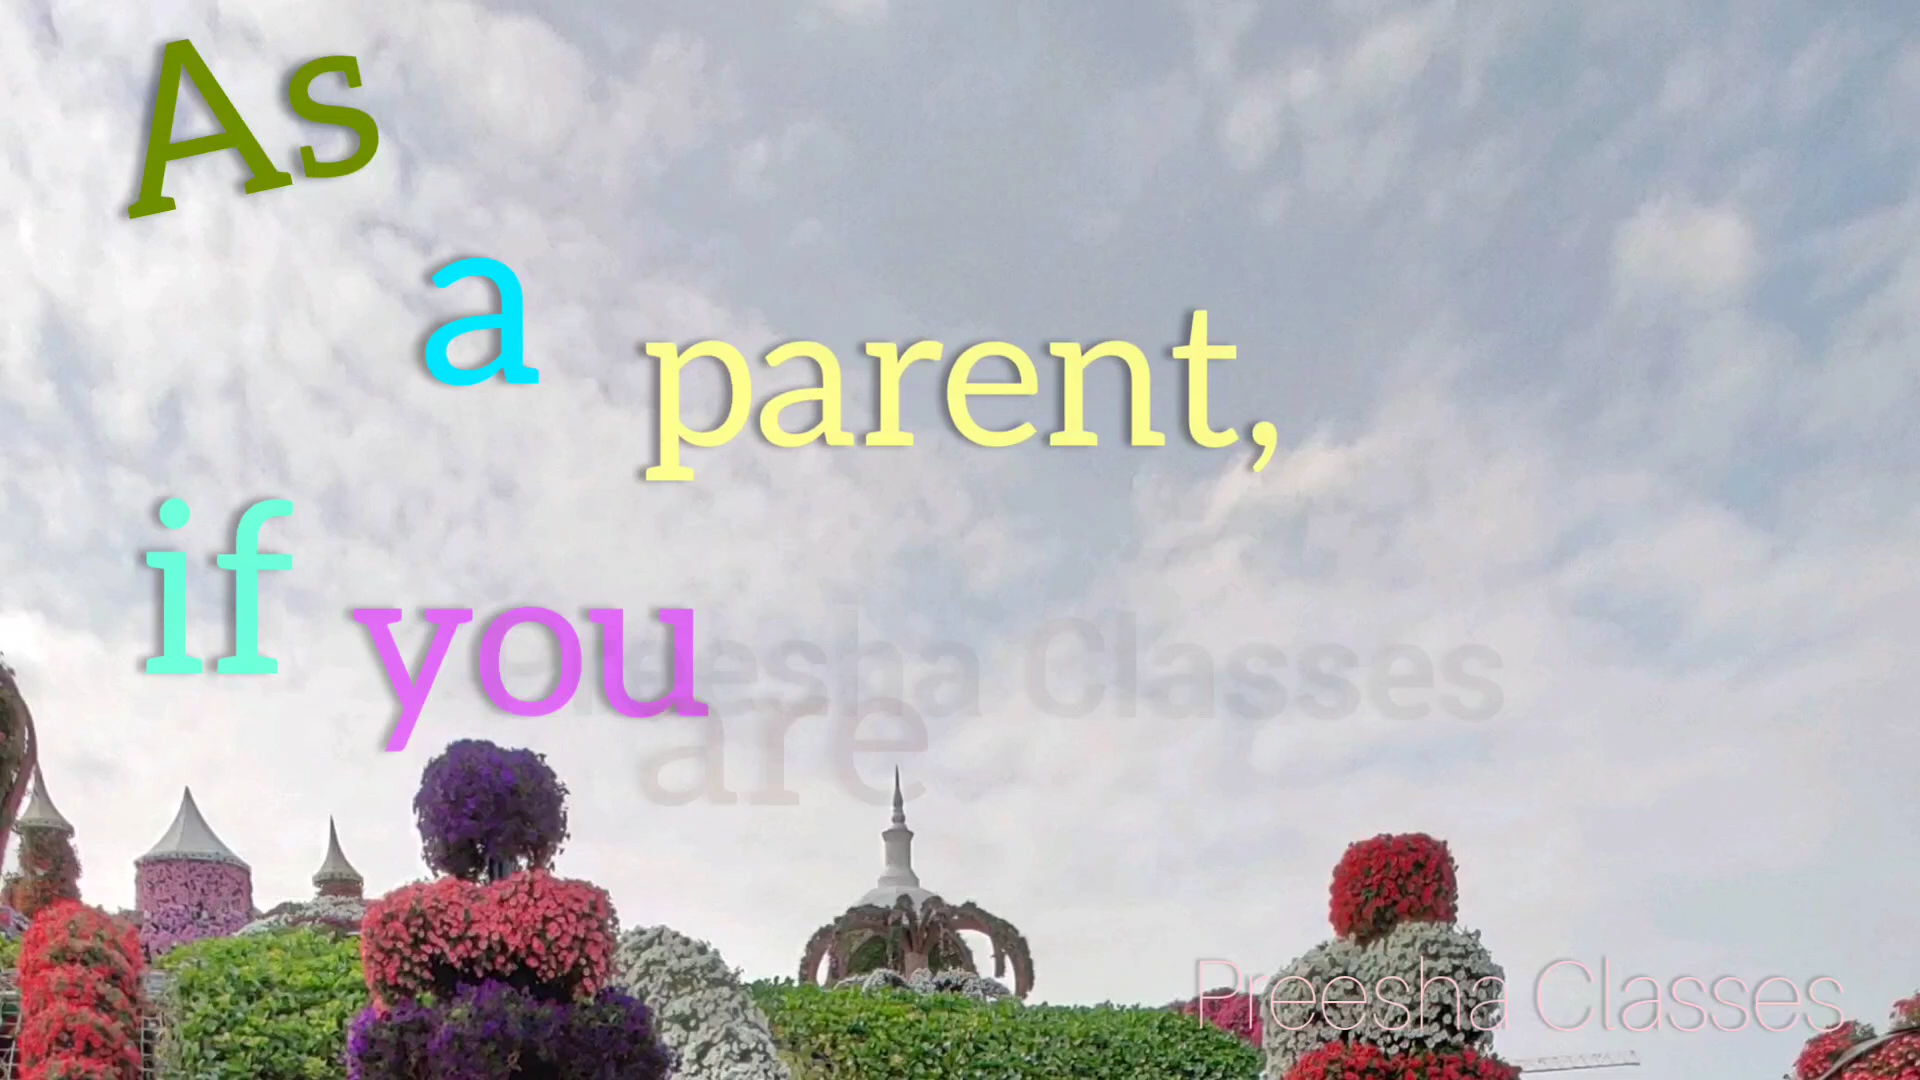 As
a
parent,
if
you
Preesha Classes
are
Preesha Classes